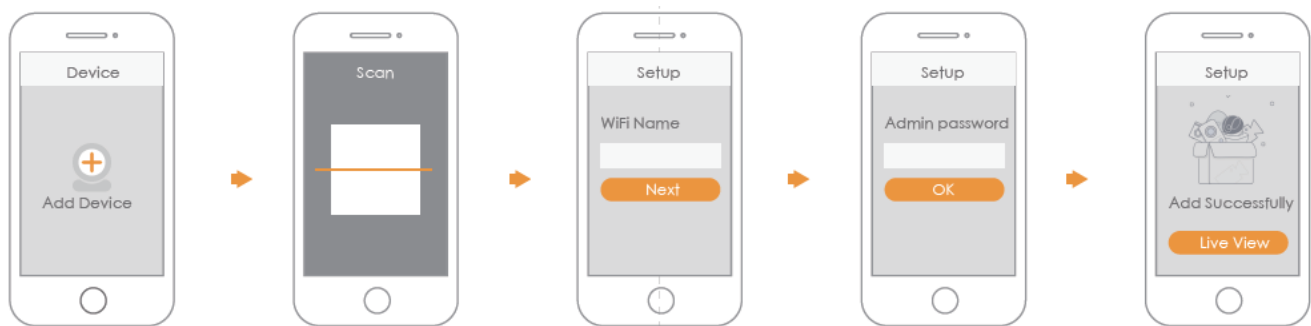 Device
Add Device
Scan
Setup
WiFi Name
Next
Setup
Admin password
OK
Setup
Add Successfully
Live View